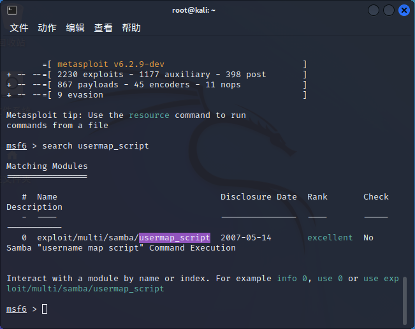 root@kali: ~
文件 动作 编辑 查看 帮助
=[ metasploit v6.2.9-dev ]
+ -- --=[ 2230 exploits - 1177 auxiliary - 398 post ]
+ -- --=[ 867 payloads - 45 encoders - 11 nops ]
+ -- --=[ 9 evasion ]
Metasploit tip: Use the resource command to run
commands from a file
msf6 > search usermap_script
Matching Modules
================
# Name Disclosure Date Rank Check
Description
- ---- --------------- ---- -----
-----------
0 exploit/multi/samba/usermap_script 2007-05-14 excellent No
Samba "username map script" Command Execution
Interact with a module by name or index. For example info 0, use 0 or use exp
loit/multi/samba/usermap_script
msf6 >